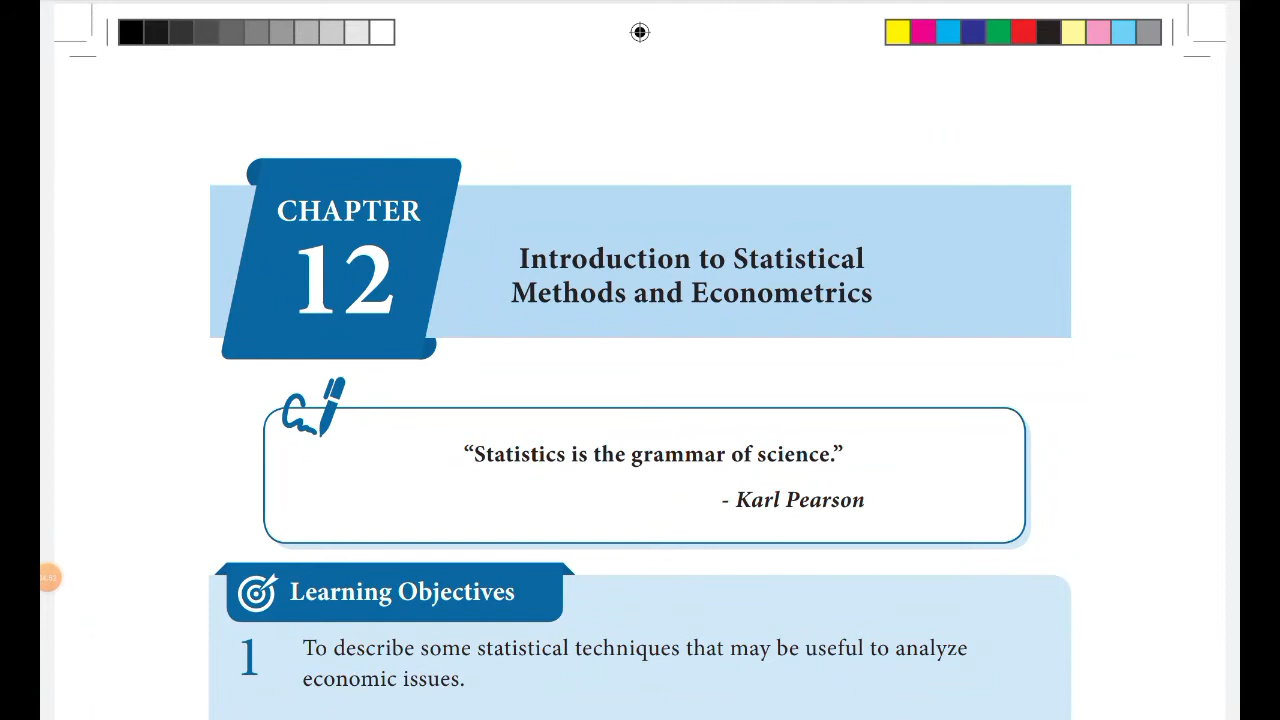 CHAPTER
12
Introduction to Statistical
Methods and Econometrics
“Statistics is the grammar of science.”
- Karl Pearson
Learning Objectives
1 To describe some statistical techniques that may be useful to analyze
economic issues.